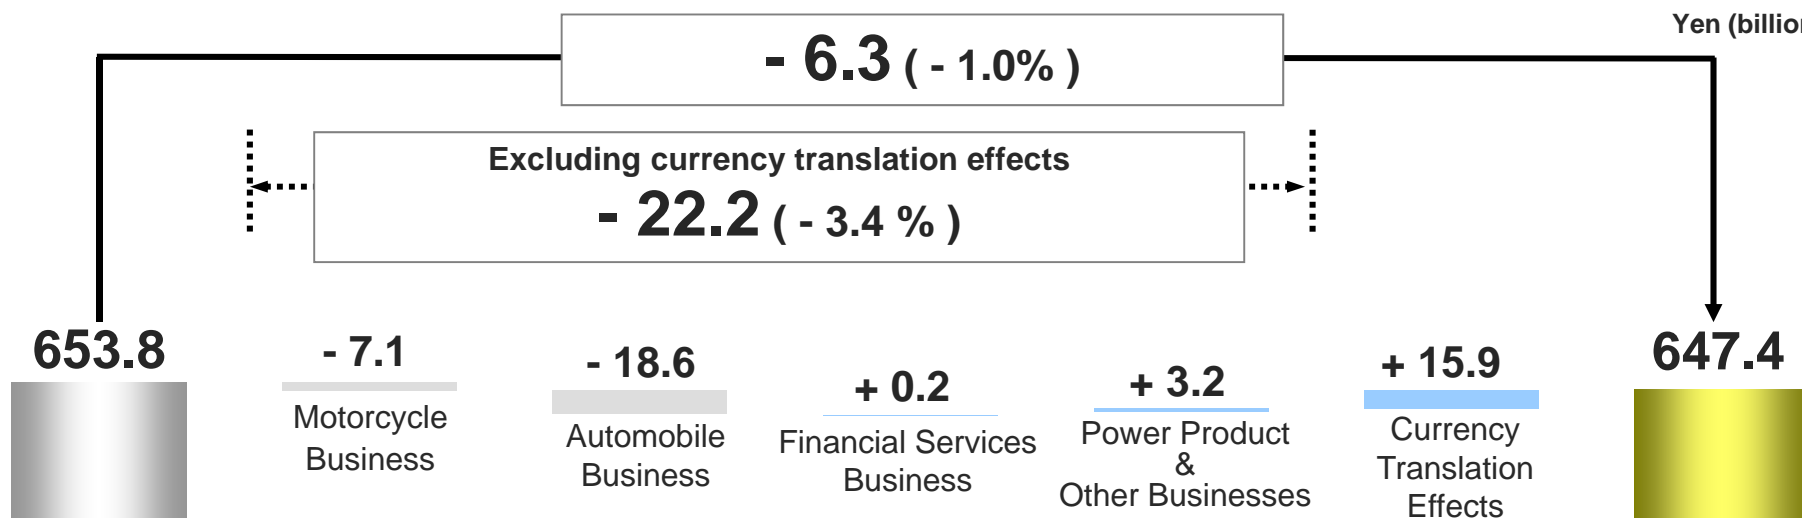 Yen (billion
- 6.3 ( - 1.0% )
Excluding currency translation effects
- 22.2 ( - 3.4 % )
653.8
- 7.1
Motorcycle
Business
- 18.6
Automobile
Business
+ 0.2
Financial Services
Business
+ 3.2
Power Product
&
Other Businesses
+ 15.9
Currency
Translation
Effects
647.4